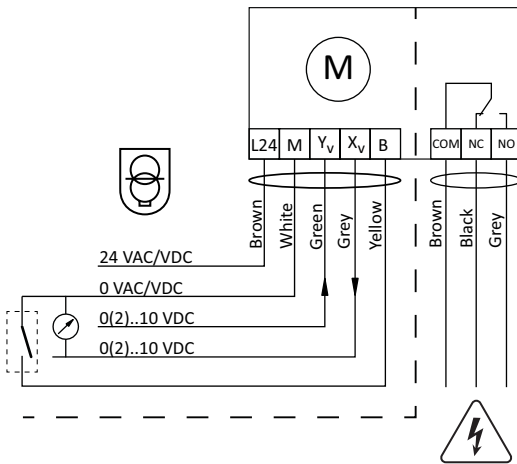 M
L24 M Yv Xv B COM NC NO
Brown White Green Grey Yellow Brown Black Grey
24 VAC/VDC
0 VAC/VDC
0(2)..10 VDC
0(2)..10 VDC